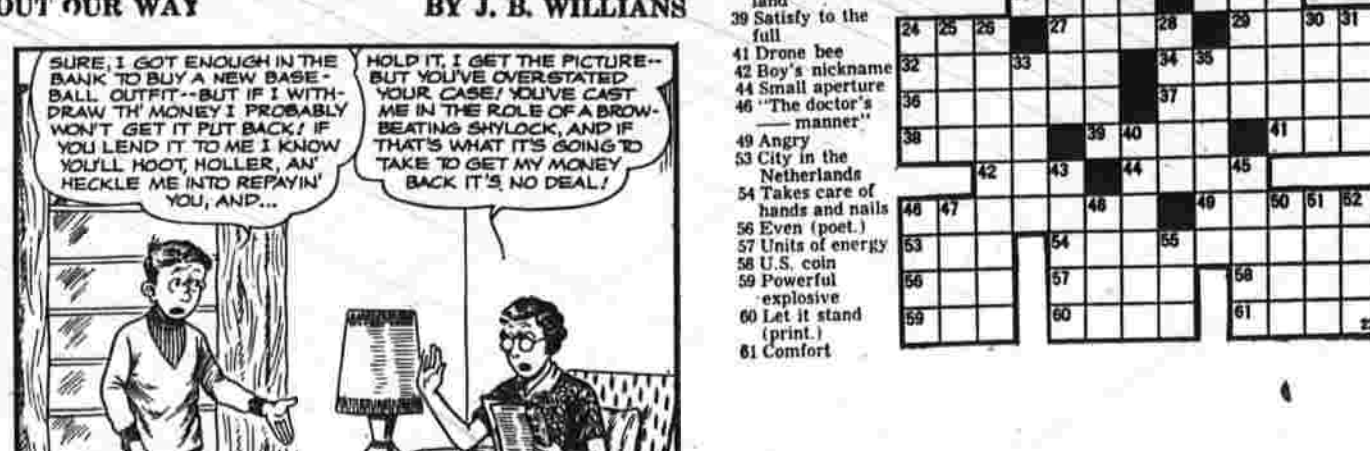 OUT OUR WAY
BY J. B. WILLIANS
SURE, I GOT ENOUGH IN THE
BANK TO BUY A NEW BASE-
BALL OUTFIT--BUT IF I WITH-
DRAW TH' MONEY I PROBABLY
WON'T GET IT PUT BACK! IF
YOU LEND IT TO ME I KNOW
YOU'LL HOOT, HOLLER, AN'
HECKLE ME INTO REPAYIN'
YOU, AND...
HOLD IT, I GET THE PICTURE--
BUT YOU'VE OVERSTATED
YOUR CASE! YOU'VE CAST
ME IN THE ROLE OF A BROW-
BEATING SHYLOCK, AND IF
THAT'S WHAT IT'S GOING TO
TAKE TO GET MY MONEY
BACK IT'S NO DEAL!
land
39 Satisfy to the
full
41 Drone bee
42 Boy's nickname
44 Small aperture
46 "The doctor's
— manner"
49 Angry
53 City in the
Netherlands
54 Takes care of
hands and nails
56 Even (poet.)
57 Units of energy
58 U.S. coin
59 Powerful
explosive
60 Let it stand
(print.)
61 Comfort
24 25 26 27 28 29 30 31
32 33 34 35
36 37
38 39 40 41
42 43 44 45
46 47 48 49 50 51 52
53 54 55
56 57 58
59 60 61